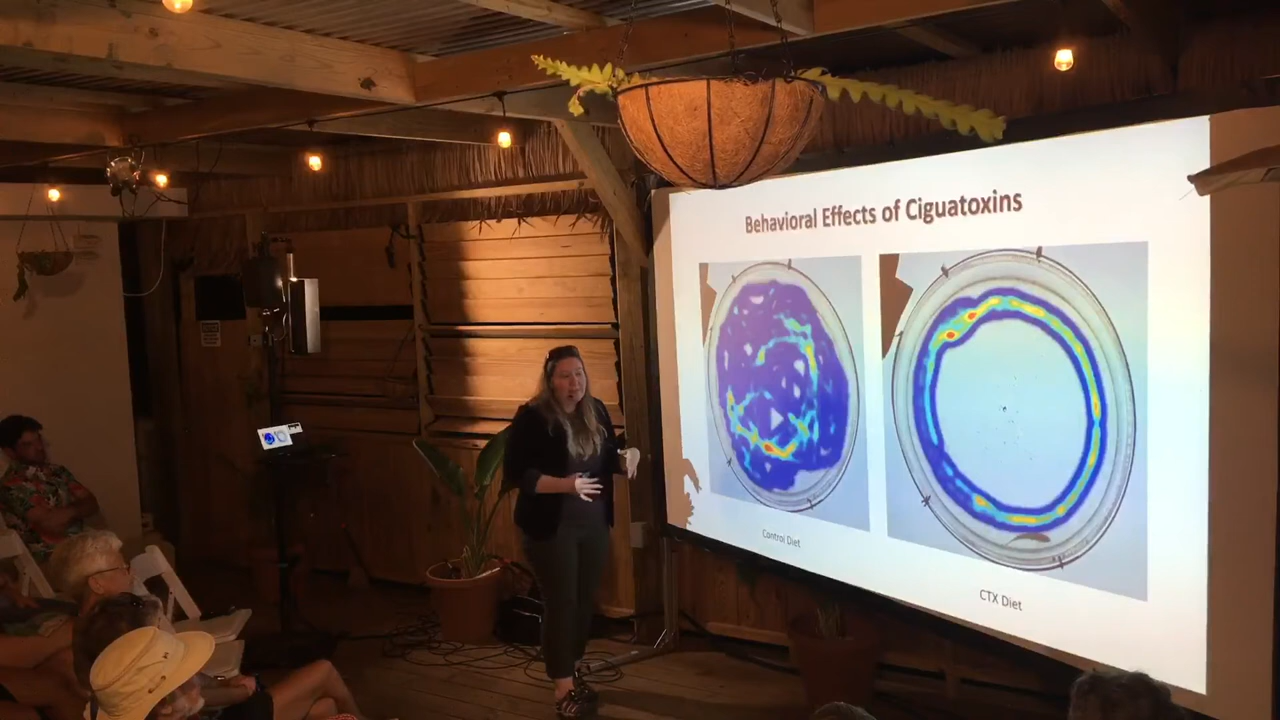 Behavioral Effects of Ciguatoxins
Control Diet
CTX Diet